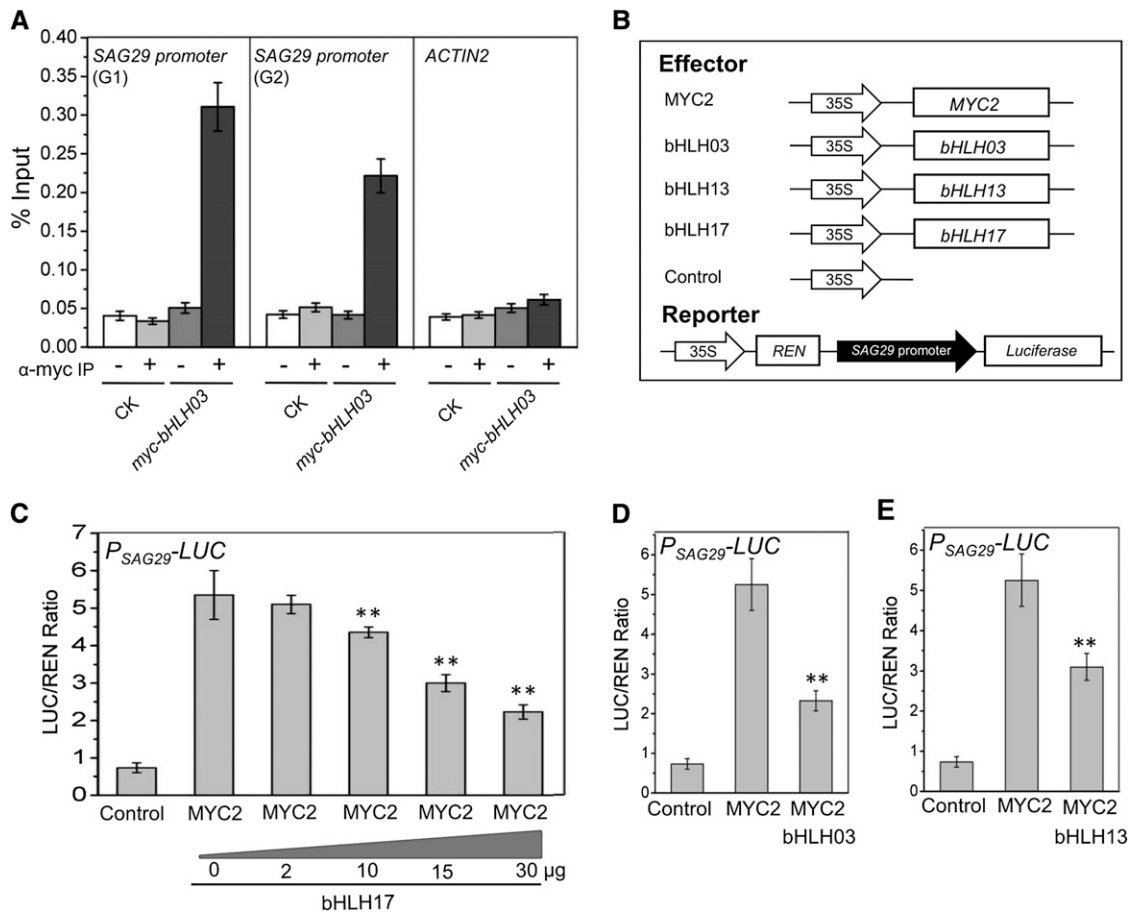 A
SAG29 promoter
(G1)
SAG29 promoter
(G2)
ACTIN2
% Input
0.40
0.35
0.30
0.25
0.20
0.15
0.10
0.05
0.00
α-myc IP
- + - + - + - + - + - +
CK
myc-bHLH03
CK
myc-bHLH03
CK
myc-bHLH03
B
Effector
MYC2 35S MYC2
bHLH03 35S bHLH03
bHLH13 35S bHLH13
bHLH17 35S bHLH17
Control 35S
Reporter
35S REN SAG29 promoter Luciferase
C
PSAG29-LUC
LUC/REN Ratio
7
6
5
4
3
2
1
0
**
**
**
Control MYC2 MYC2 MYC2 MYC2 MYC2
0 2 10 15 30 µg
bHLH17
D
PSAG29-LUC
LUC/REN Ratio
6
5
4
3
2
1
0
**
Control MYC2 MYC2
bHLH03
E
PSAG29-LUC
LUC/REN Ratio
6
5
4
3
2
1
0
**
Control MYC2 MYC2
bHLH13